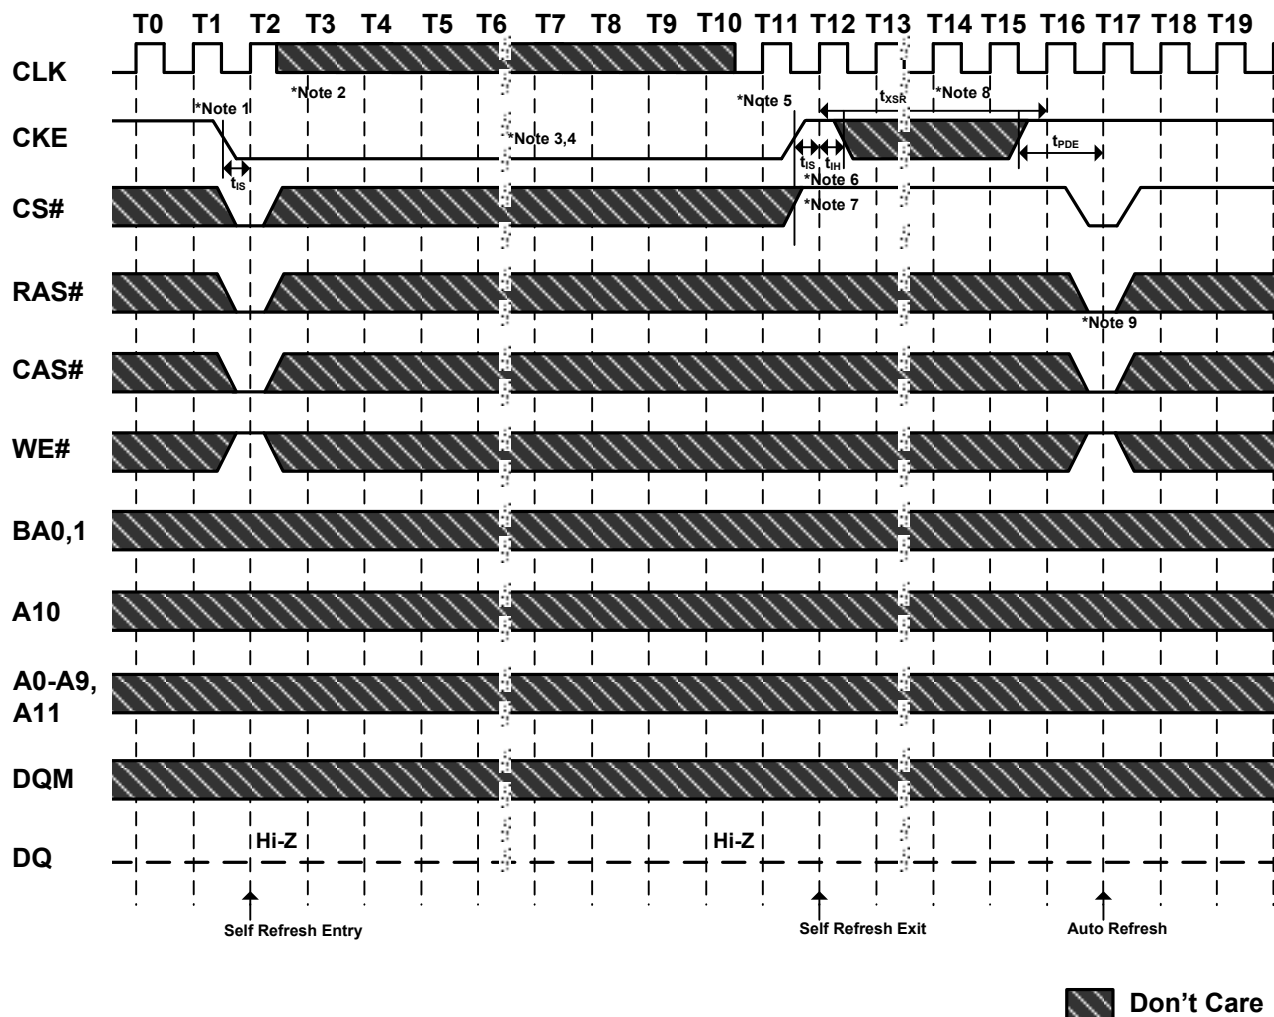 T0 T1 T2 T3 T4 T5 T6 T7 T8 T9 T10 T11 T12 T13 T14 T15 T16 T17 T18 T19
CLK
*Note 1
*Note 2
*Note 5
tXSR
*Note 8
CKE
*Note 3,4
tIS
tIS
tIH
tPDE
*Note 6
CS#
*Note 7
RAS#
*Note 9
CAS#
WE#
BA0,1
A10
A0-A9,
A11
DQM
Hi-Z
Hi-Z
DQ
Self Refresh Entry
Self Refresh Exit
Auto Refresh
Don't Care